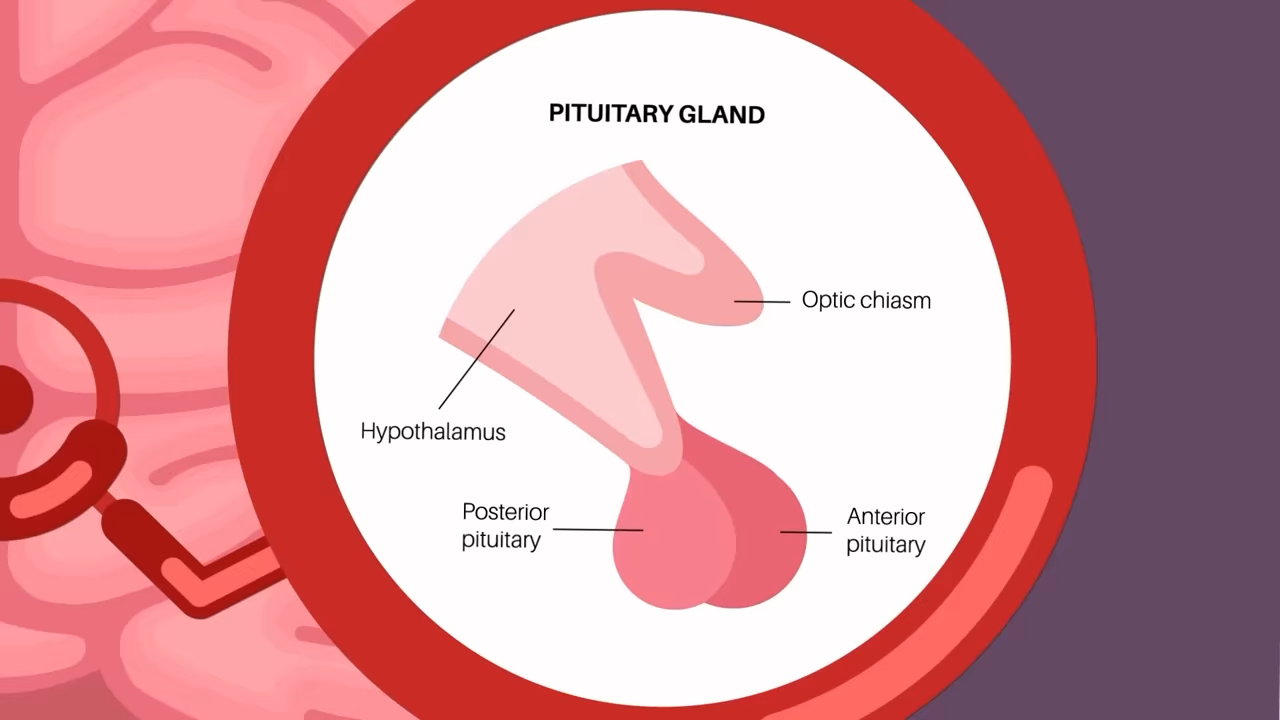 PITUITARY GLAND
Optic chiasm
Hypothalamus
Posterior
pituitary
Anterior
pituitary